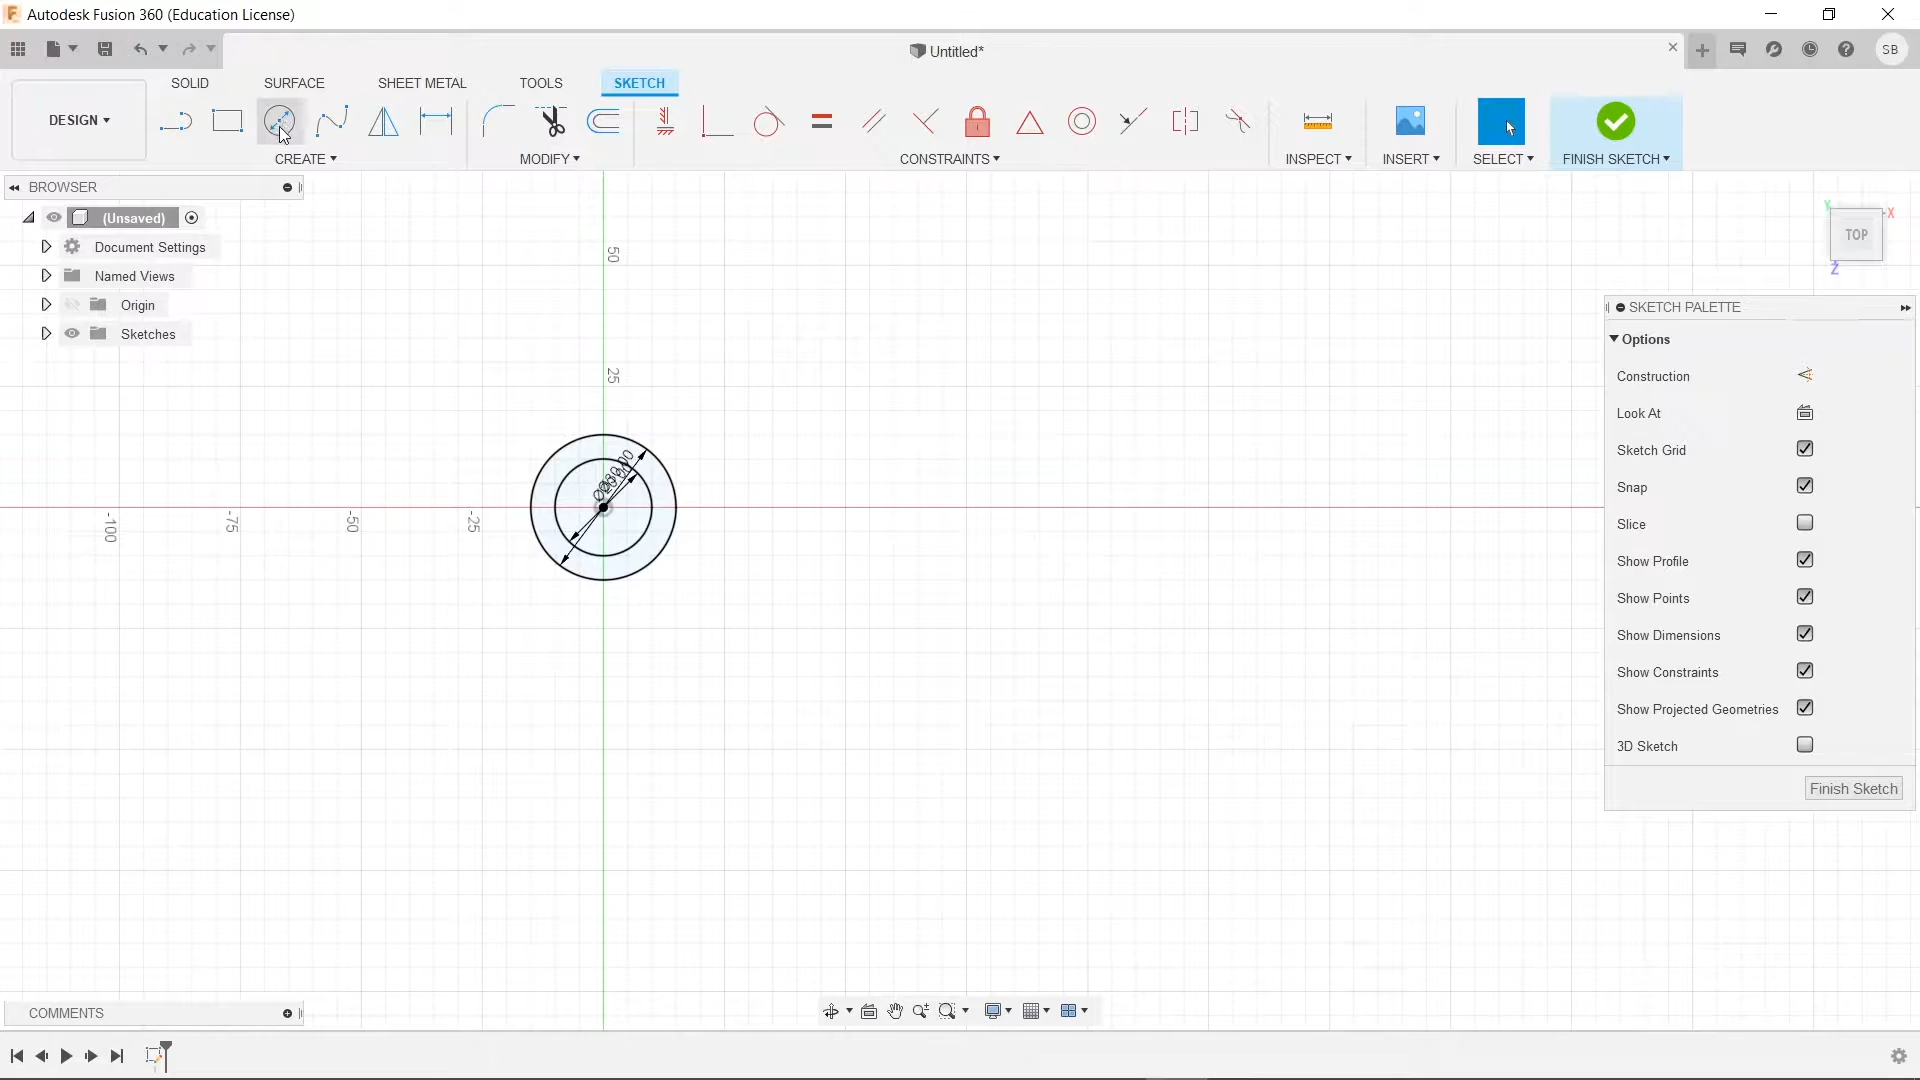 Autodesk Fusion 360 (Education License)
Untitled*
SB
SOLID
SURFACE
SHEET METAL
TOOLS
SKETCH
DESIGN
CREATE
MODIFY
CONSTRAINTS
INSPECT
INSERT
SELECT
FINISH SKETCH
BROWSER
(Unsaved)
Document Settings
Named Views
Origin
Sketches
50
25
-100
-75
-50
-25
Y
X
TOP
Z
SKETCH PALETTE
Options
Construction
Look At
Sketch Grid
Snap
Slice
Show Profile
Show Points
Show Dimensions
Show Constraints
Show Projected Geometries
3D Sketch
Finish Sketch
COMMENTS